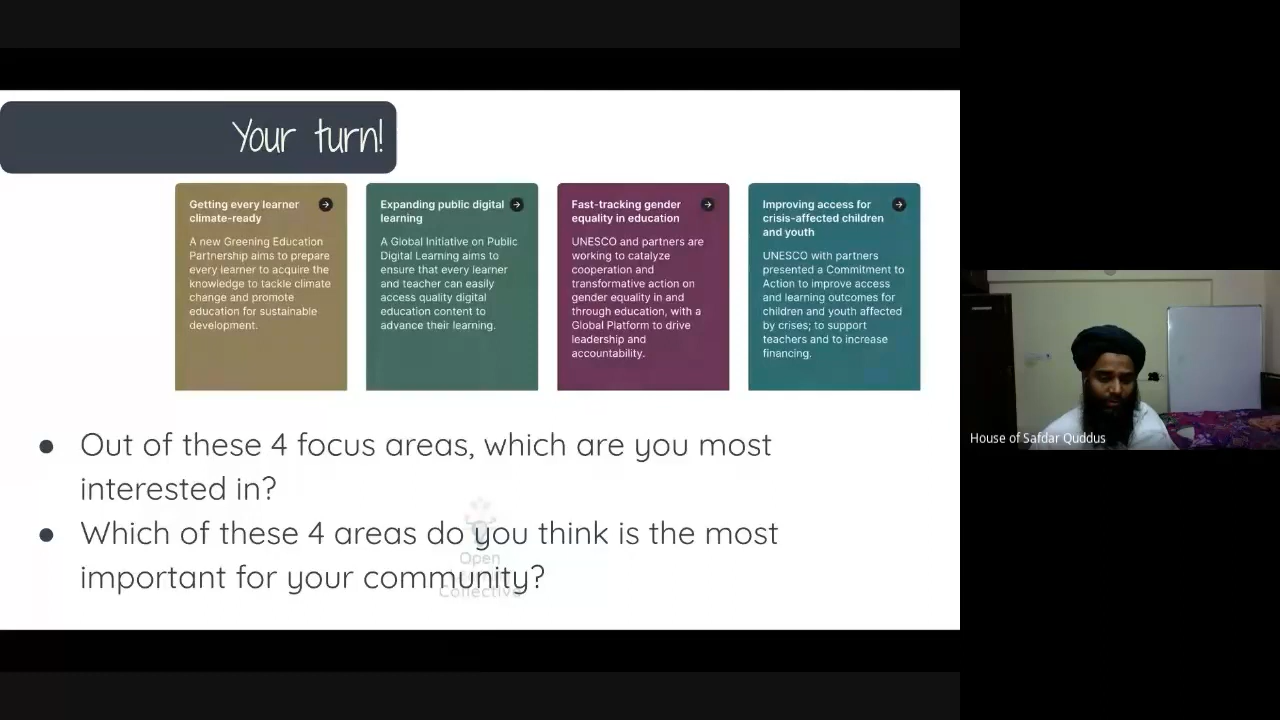 Your turn!
Getting every learner
climate-ready
A new Greening Education
Partnership aims to prepare
every learner to acquire the
knowledge to tackle climate
change and promote
education for sustainable
development.
Expanding public digital
learning
A Global Initiative on Public
Digital Learning aims to
ensure that every learner
and teacher can easily
access quality digital
education content to
advance their learning.
Fast-tracking gender
equality in education
UNESCO and partners are
working to catalyze
cooperation and
transformative action on
gender equality in and
through education, with a
Global Platform to drive
leadership and
accountability.
Improving access for
crisis-affected children
and youth
UNESCO with partners
presented a Commitment to
Action to improve access
and learning outcomes for
children and youth affected
by crises; to support
teachers and to increase
financing.
● Out of these 4 focus areas, which are you most
interested in?
● Which of these 4 areas do you think is the most
important for your community?
Open
Collective
House of Safdar Quddus